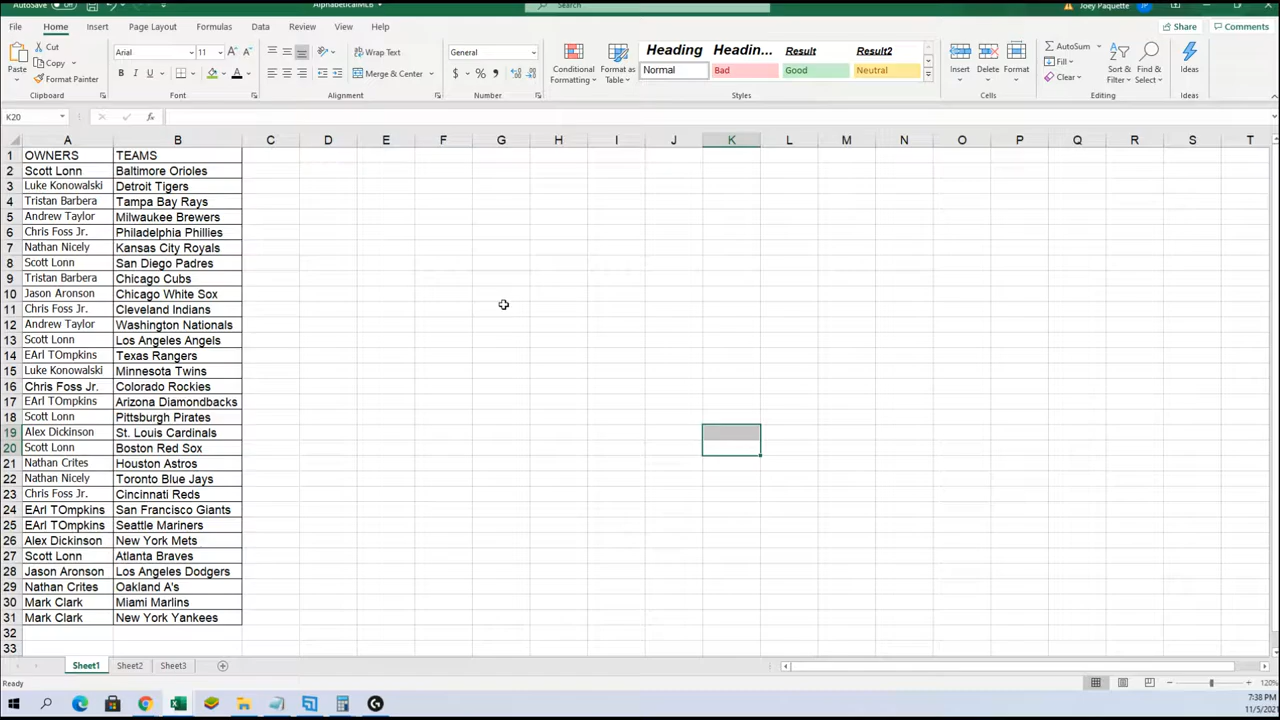 AutoSave Off AlphabeticalMLB Search Joey Paquette JP
File Home Insert Page Layout Formulas Data Review View Help Share Comments
Paste Cut Copy Format Painter Clipboard
Arial 11 A A B I U A Font
Wrap Text Merge & Center Alignment
General $ % Number
Conditional Formatting Format as Table
Heading Headin... Result Result2
Normal Bad Good Neutral
Styles
Insert Delete Format Cells
AutoSum Fill Clear Sort & Filter Find & Select Editing
Ideas Ideas
K20 fx
A B C D E F G H I J K L M N O P Q R S T
1 OWNERS TEAMS
2 Scott Lonn Baltimore Orioles
3 Luke Konowalski Detroit Tigers
4 Tristan Barbera Tampa Bay Rays
5 Andrew Taylor Milwaukee Brewers
6 Chris Foss Jr. Philadelphia Phillies
7 Nathan Nicely Kansas City Royals
8 Scott Lonn San Diego Padres
9 Tristan Barbera Chicago Cubs
10 Jason Aronson Chicago White Sox
11 Chris Foss Jr. Cleveland Indians
12 Andrew Taylor Washington Nationals
13 Scott Lonn Los Angeles Angels
14 EArl TOmpkins Texas Rangers
15 Luke Konowalski Minnesota Twins
16 Chris Foss Jr. Colorado Rockies
17 EArl TOmpkins Arizona Diamondbacks
18 Scott Lonn Pittsburgh Pirates
19 Alex Dickinson St. Louis Cardinals
20 Scott Lonn Boston Red Sox
21 Nathan Crites Houston Astros
22 Nathan Nicely Toronto Blue Jays
23 Chris Foss Jr. Cincinnati Reds
24 EArl TOmpkins San Francisco Giants
25 EArl TOmpkins Seattle Mariners
26 Alex Dickinson New York Mets
27 Scott Lonn Atlanta Braves
28 Jason Aronson Los Angeles Dodgers
29 Nathan Crites Oakland A's
30 Mark Clark Miami Marlins
31 Mark Clark New York Yankees
32
33
Sheet1 Sheet2 Sheet3
Ready 120%
7:38 PM